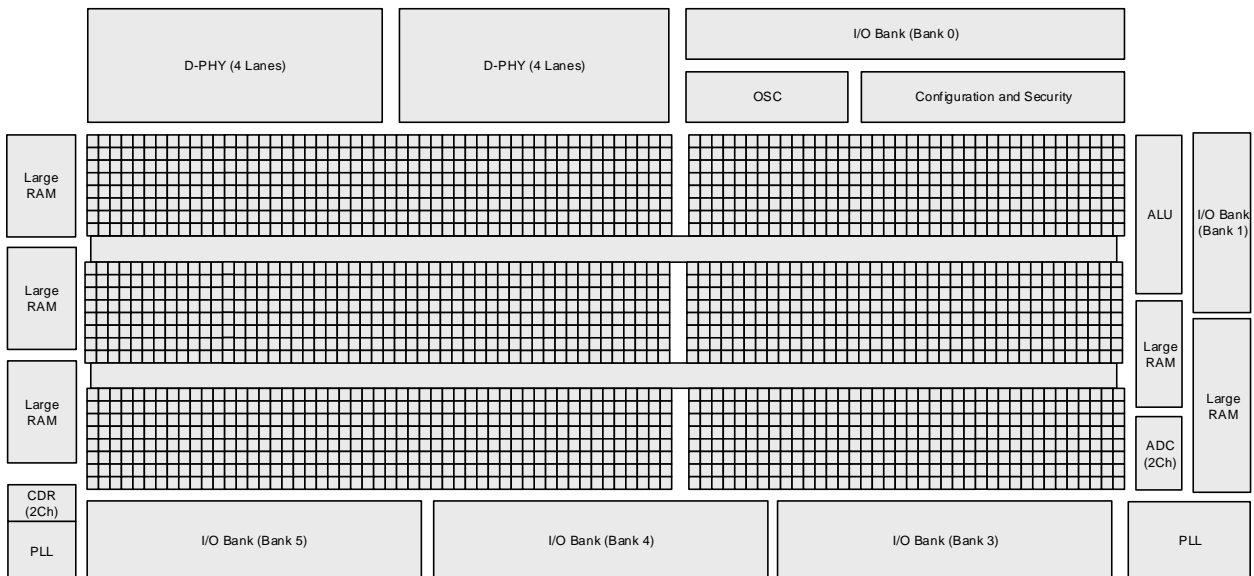 I/O Bank (Bank 0)
D-PHY (4 Lanes)
D-PHY (4 Lanes)
OSC
Configuration and Security
Large
RAM
ALU
I/O Bank
(Bank 1)
Large
RAM
Large
RAM
Large
RAM
Large
RAM
ADC
(2Ch)
CDR
(2Ch)
PLL
I/O Bank (Bank 5)
I/O Bank (Bank 4)
I/O Bank (Bank 3)
PLL